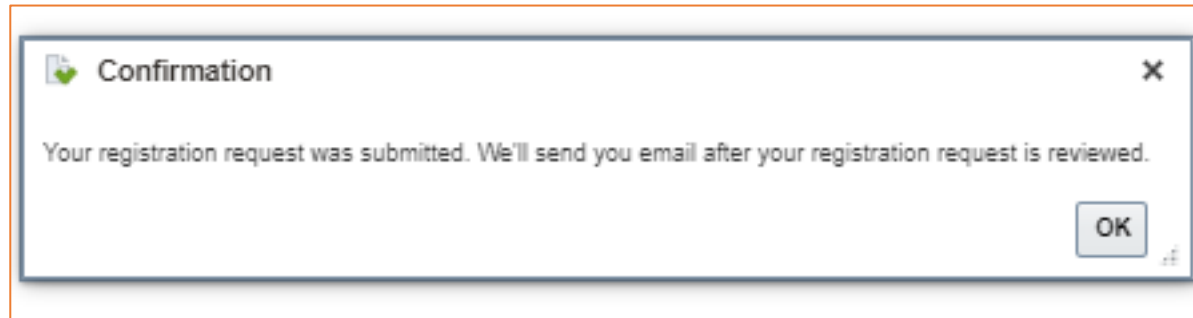 Confirmation
Your registration request was submitted. We'll send you email after your registration request is reviewed.
OK